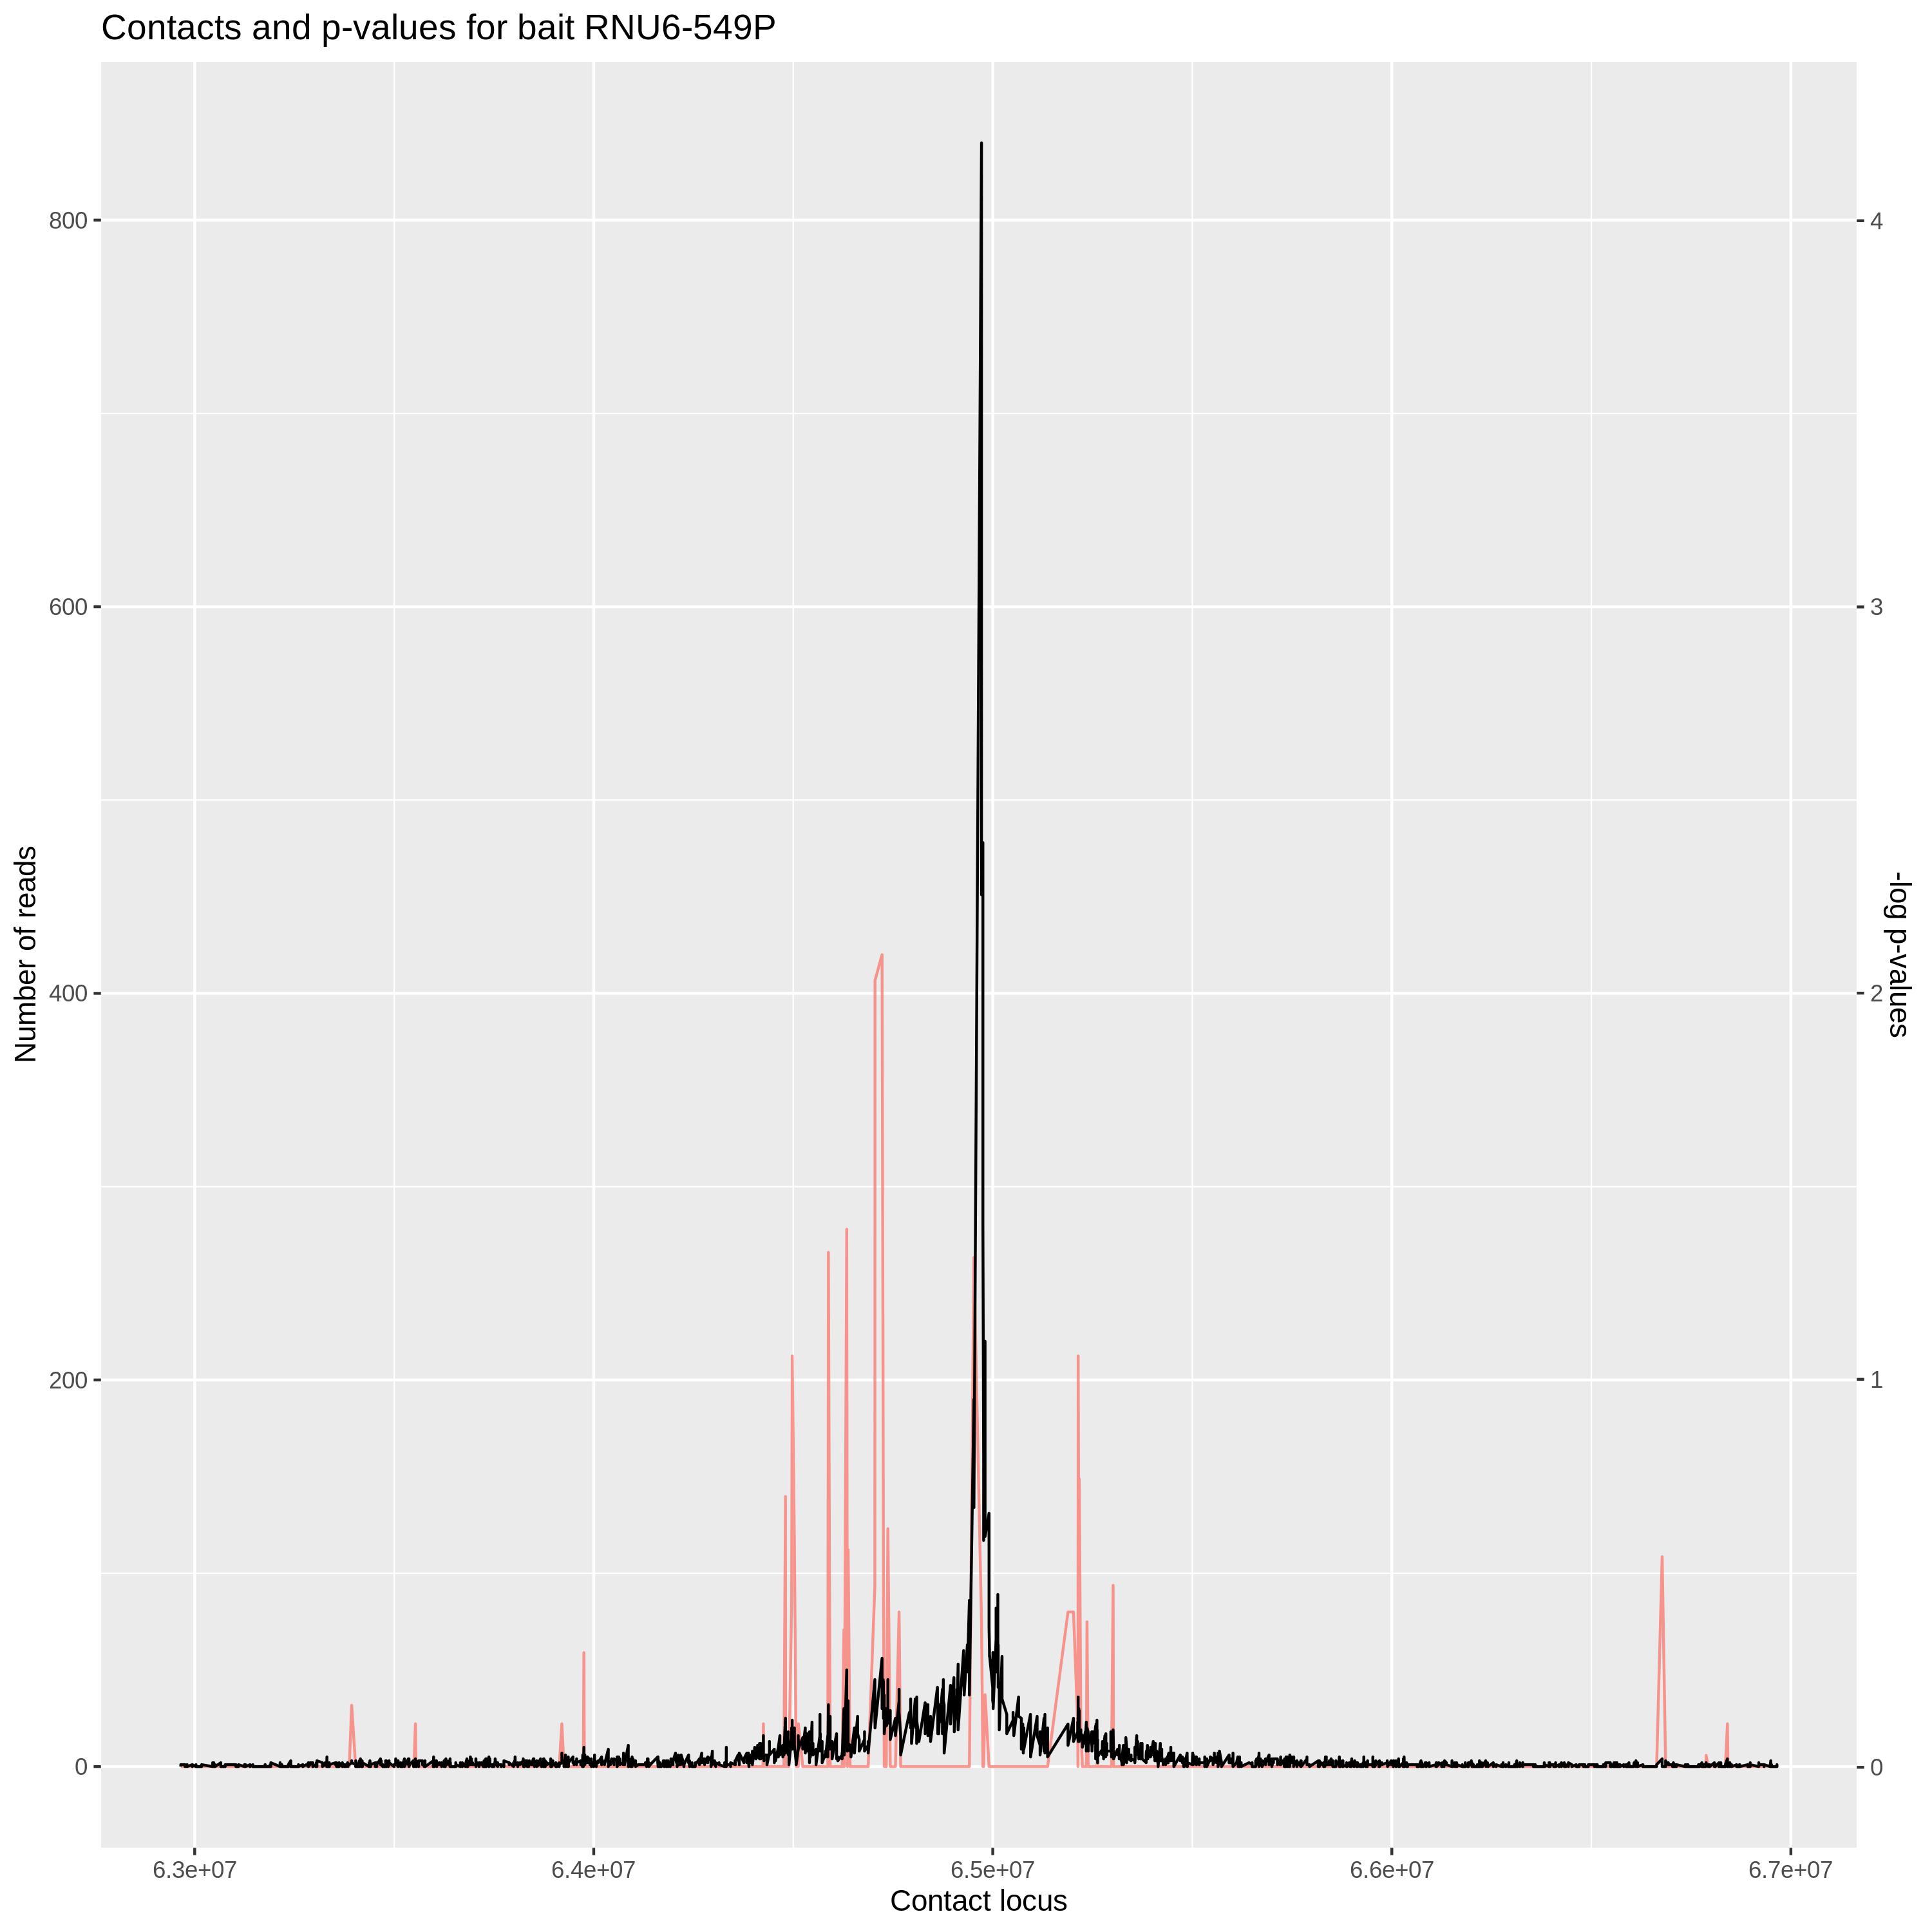 Contacts and p-values for bait RNU6-549P
800
600
400
200
0
Number of reads
4
3
2
1
0
-log p-values
6.3e+07
6.4e+07
6.5e+07
6.6e+07
6.7e+07
Contact locus